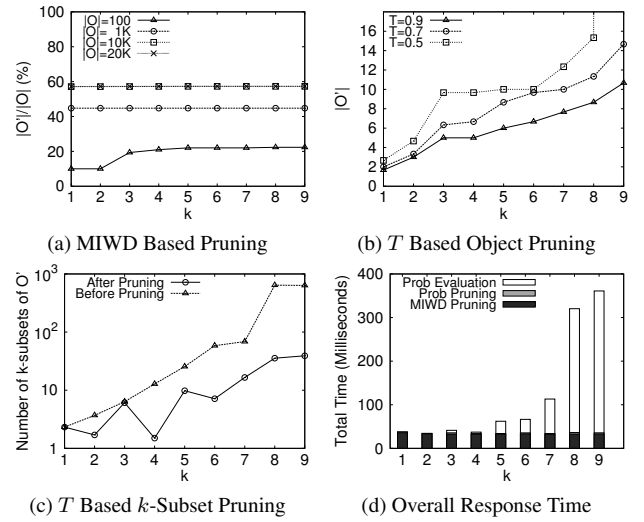 |O|=100
|O|= 1K
|O|=10K
|O|=20K
|O'|/|O| (%)
100
80
60
40
20
0
1 2 3 4 5 6 7 8 9
k
(a) MIWD Based Pruning
T=0.9
T=0.7
T=0.5
|O'|
16
14
12
10
8
6
4
2
1 2 3 4 5 6 7 8 9
k
(b) T Based Object Pruning
After Pruning
Before Pruning
Number of k-subsets of O'
10³
10²
10
1
1 2 3 4 5 6 7 8 9
k
(c) T Based k-Subset Pruning
Prob Evaluation
Prob Pruning
MIWD Pruning
Total Time (Milliseconds)
400
300
200
100
0
1 2 3 4 5 6 7 8 9
k
(d) Overall Response Time